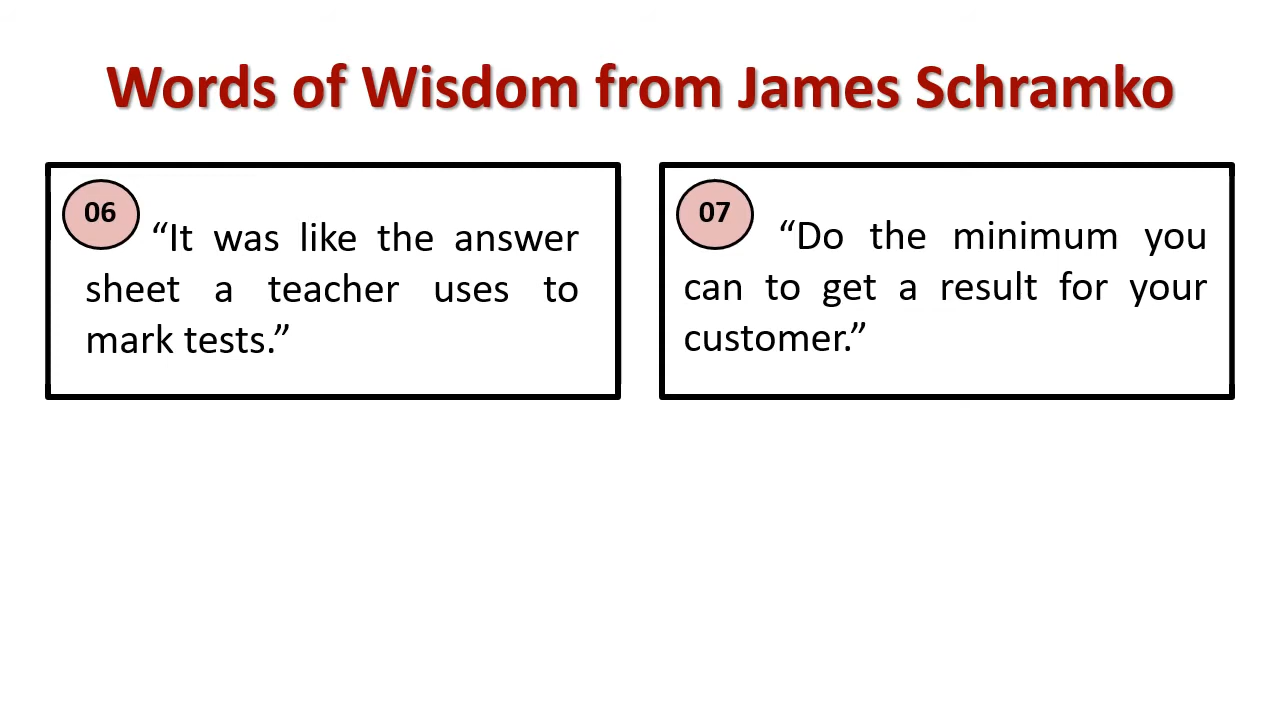 Words of Wisdom from James Schramko
06
“It was like the answer
sheet a teacher uses to
mark tests.”
07
“Do the minimum you
can to get a result for your
customer.”